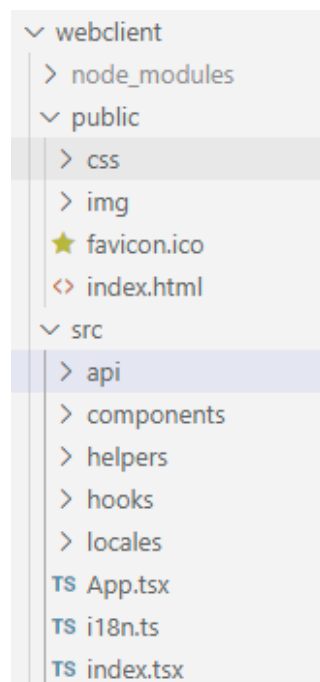 webclient
node_modules
public
css
img
favicon.ico
<> index.html
src
api
components
helpers
hooks
locales
TS App.tsx
TS i18n.ts
TS index.tsx